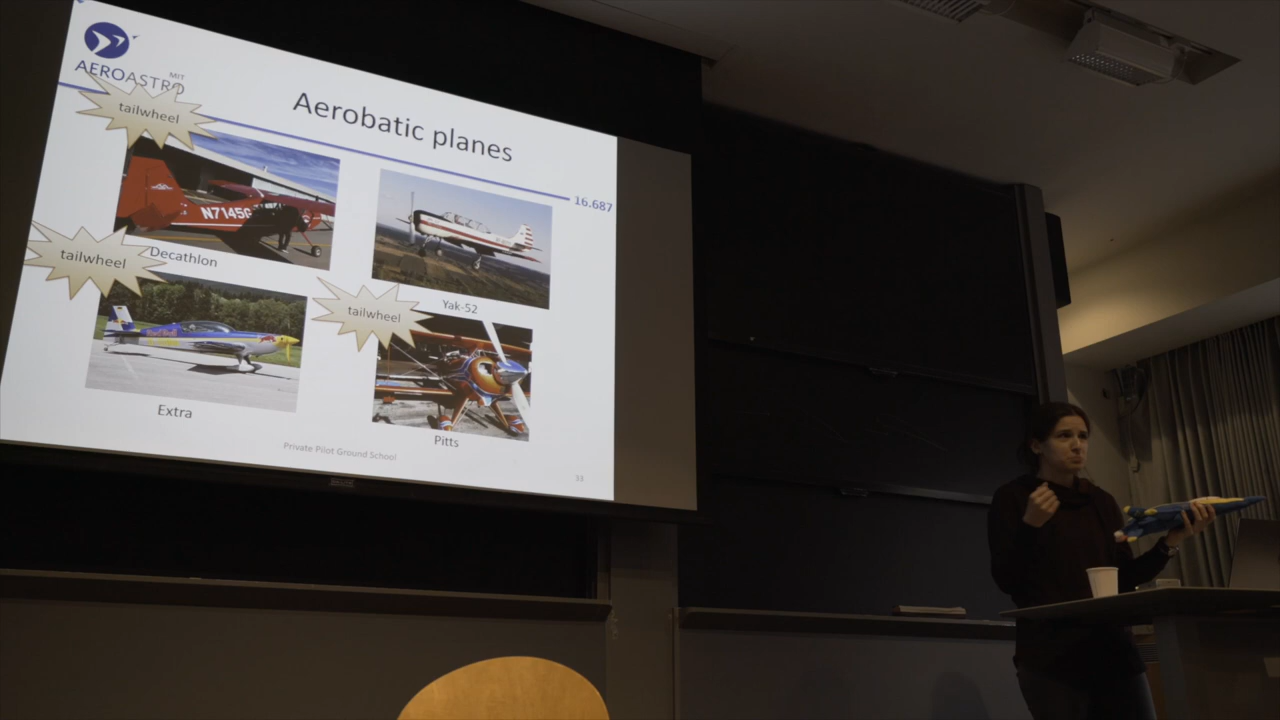 MIT
AEROASTRO
Aerobatic planes
16.687
tailwheel
N7145G
Decathlon
Yak-52
tailwheel
Extra
tailwheel
Pitts
Private Pilot Ground School
33